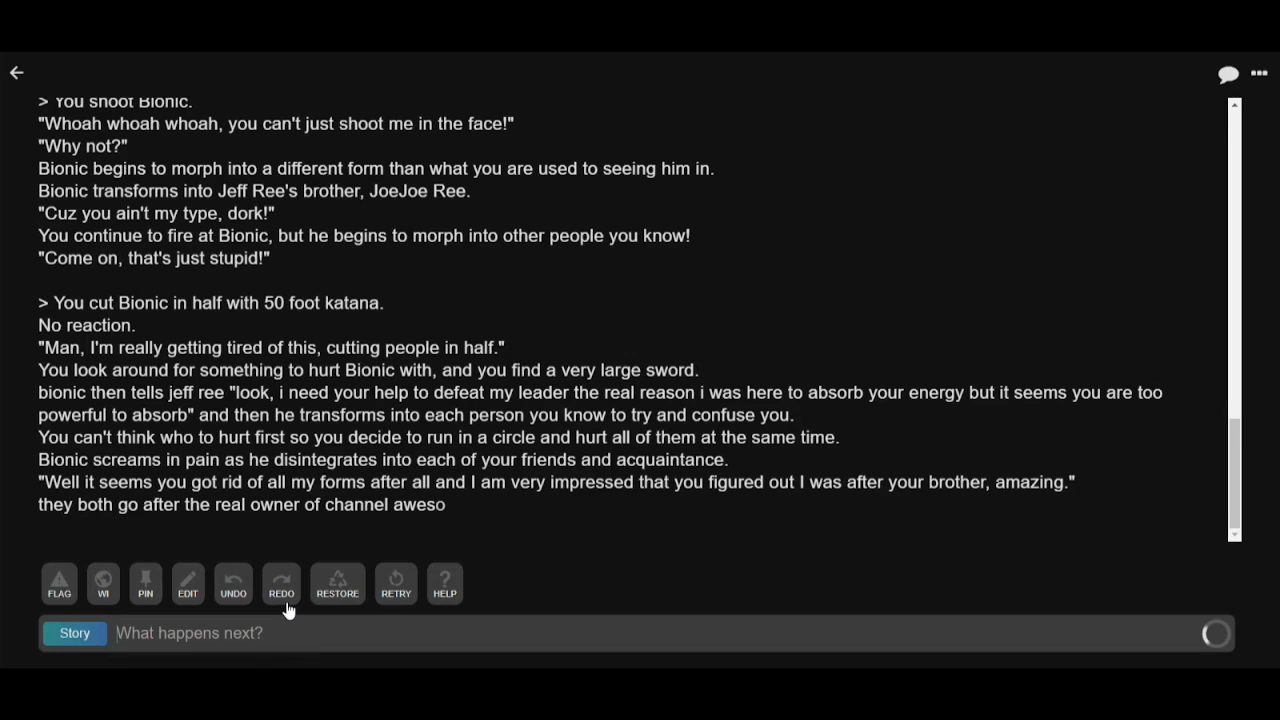 > You shoot Bionic.
"Whoah whoah whoah, you can't just shoot me in the face!"
"Why not?"
Bionic begins to morph into a different form than what you are used to seeing him in.
Bionic transforms into Jeff Ree's brother, JoeJoe Ree.
"Cuz you ain't my type, dork!"
You continue to fire at Bionic, but he begins to morph into other people you know!
"Come on, that's just stupid!"
> You cut Bionic in half with 50 foot katana.
No reaction.
"Man, I'm really getting tired of this, cutting people in half."
You look around for something to hurt Bionic with, and you find a very large sword.
bionic then tells jeff ree "look, i need your help to defeat my leader the real reason i was here to absorb your energy but it seems you are too
powerful to absorb" and then he transforms into each person you know to try and confuse you.
You can't think who to hurt first so you decide to run in a circle and hurt all of them at the same time.
Bionic screams in pain as he disintegrates into each of your friends and acquaintance.
"Well it seems you got rid of all my forms after all and I am very impressed that you figured out I was after your brother, amazing."
they both go after the real owner of channel aweso
FLAG WI PIN EDIT UNDO REDO RESTORE RETRY HELP
Story What happens next?